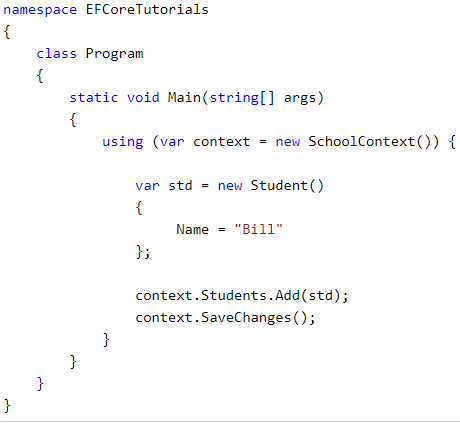 namespace EFCoreTutorials
{
    class Program
    {
        static void Main(string[] args)
        {
            using (var context = new SchoolContext()) {

                var std = new Student()
                {
                     Name = "Bill"
                };

                context.Students.Add(std);
                context.SaveChanges();
            }
        }
    }
}